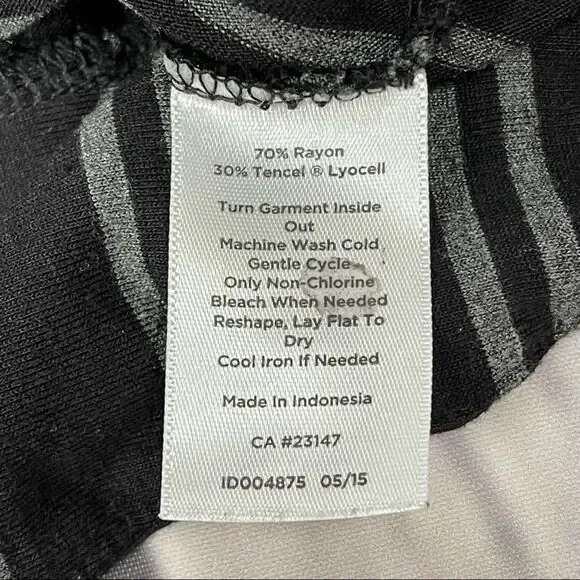 70% Rayon
30% Tencel ® Lyocell
Turn Garment Inside
Out
Machine Wash Cold
Gentle Cycle
Only Non-Chlorine
Bleach When Needed
Reshape, Lay Flat To
Dry
Cool Iron If Needed
Made In Indonesia
CA #23147
ID004875 05/15